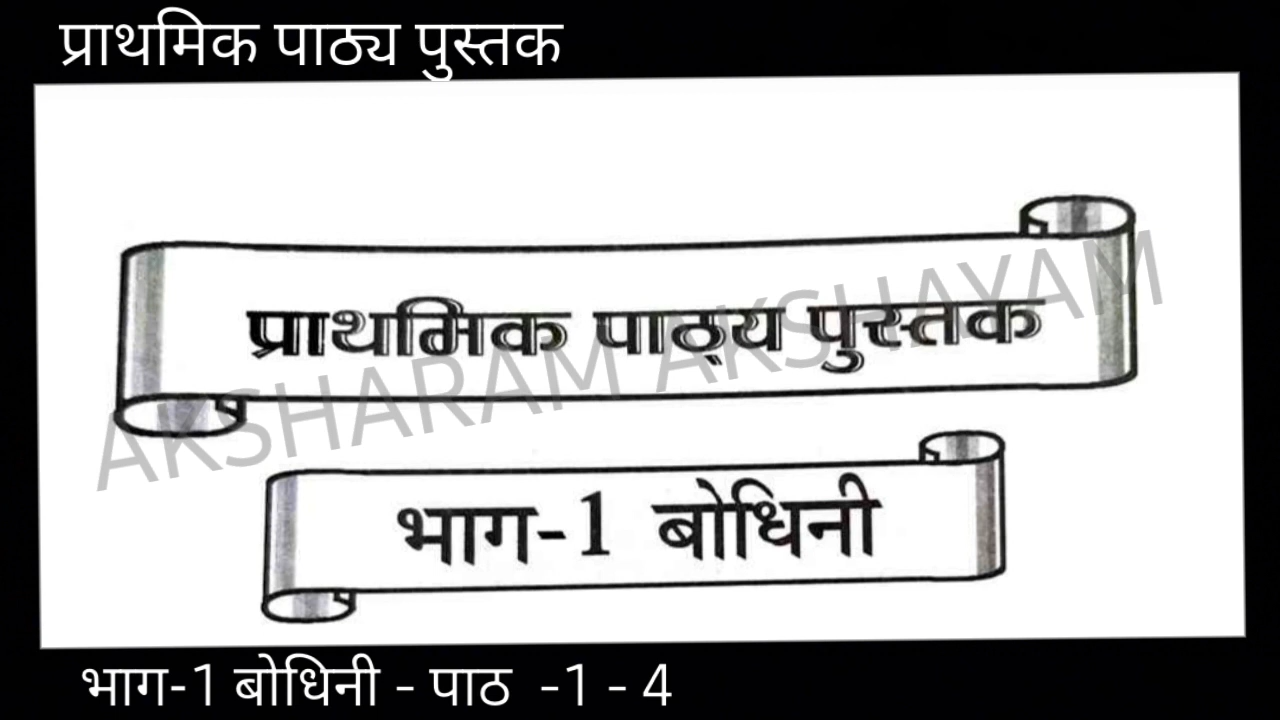 प्राथमिक पाठ्य पुस्तक
प्राथमिक पाठ्य पुस्तक
AKSHARAM AKSHAYAM
भाग-1 बोधिनी
भाग-1 बोधिनी - पाठ -1 - 4